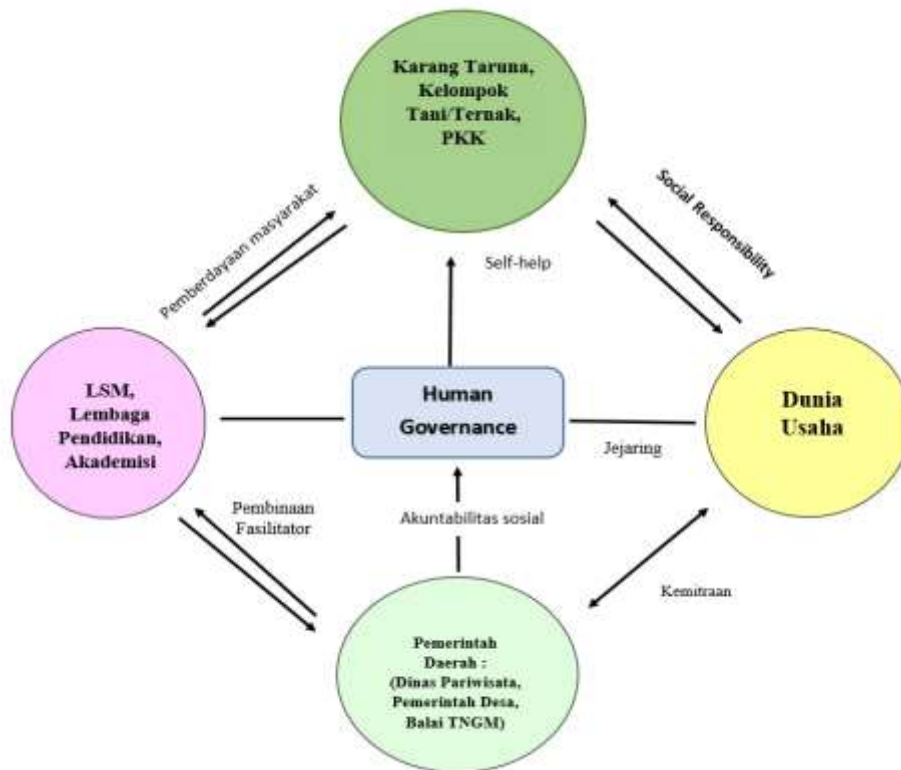 Karang Taruna,
Kelompok
Tani/Ternak,
PKK
Pemberdayaan masyarakat
Social Responsibility
Self-help
LSM,
Lembaga
Pendidikan,
Akademisi
Human
Governance
Dunia
Usaha
Jejaring
Pembinaan
Fasilitator
Akuntabilitas sosial
Kemitraan
Pemerintah
Daerah :
(Dinas Pariwisata,
Pemerintah Desa,
Balai TNGM)